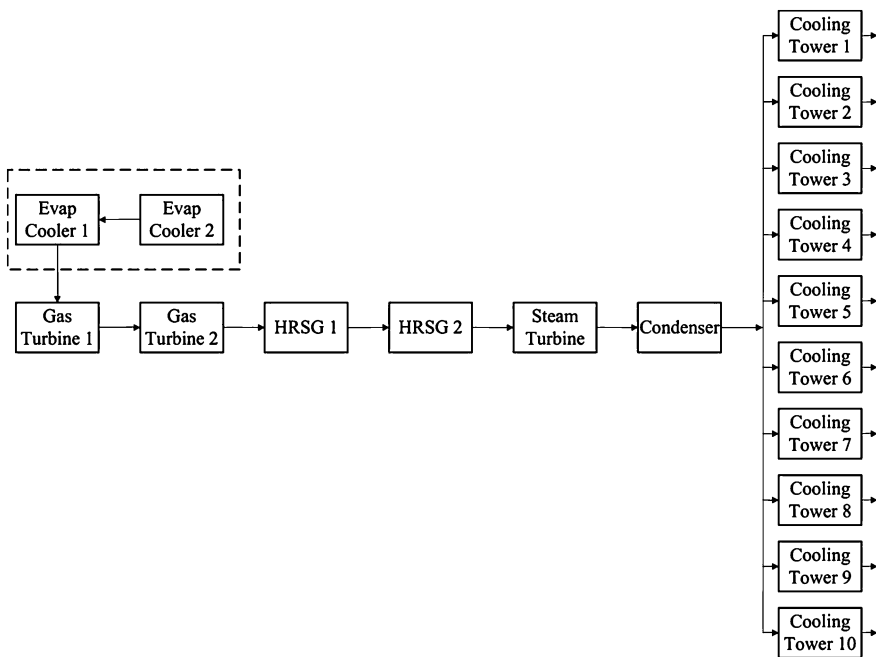 Cooling
Tower 1
Cooling
Tower 2
Cooling
Tower 3
Evap
Cooler 1
Evap
Cooler 2
Cooling
Tower 4
Gas
Turbine 1
Gas
Turbine 2
HRSG 1
HRSG 2
Steam
Turbine
Condenser
Cooling
Tower 5
Cooling
Tower 6
Cooling
Tower 7
Cooling
Tower 8
Cooling
Tower 9
Cooling
Tower 10